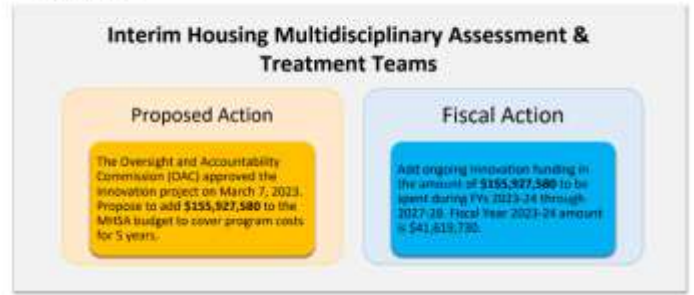 Interim Housing Multidisciplinary Assessment &
Treatment Teams
Proposed Action
The Oversight and Accountability
Commission (OAC) approved the
innovation project on March 7, 2023.
Propose to add $155,927,580 to the
MHSA budget to cover program costs
for 5 years.
Fiscal Action
Add ongoing Innovation funding in
the amount of $155,927,580 to be
spent during FYs 2023-24 through
2027-28. Fiscal Year 2023-24 amount
is $41,619,730.